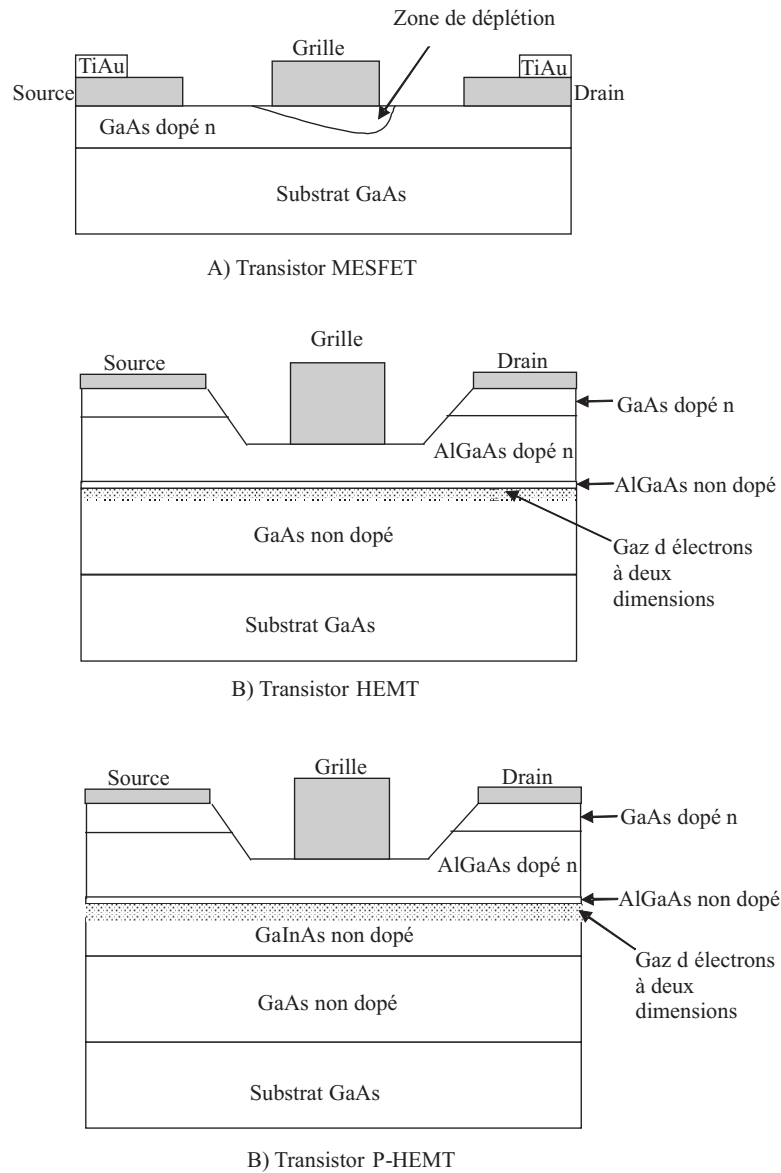 Zone de déplétion
Grille
TiAu
TiAu
Source
Drain
GaAs dopé n
Substrat GaAs
A) Transistor MESFET
Grille
Source
Drain
GaAs dopé n
AlGaAs dopé n
AlGaAs non dopé
GaAs non dopé
Gaz d électrons
à deux
dimensions
Substrat GaAs
B) Transistor HEMT
Grille
Source
Drain
GaAs dopé n
AlGaAs dopé n
AlGaAs non dopé
GaInAs non dopé
Gaz d électrons
à deux
dimensions
GaAs non dopé
Substrat GaAs
B) Transistor P-HEMT